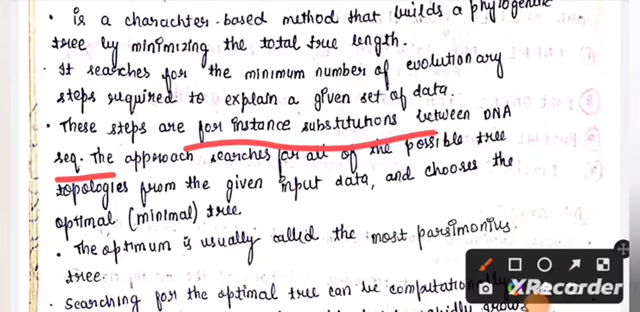 • is a charachter-based method that builds a phylogenetic
tree by minimizing the total tree length.
• It searches for the minimum number of evolutionary
steps required to explain a given set of data.
• These steps are for instance substitutions between DNA
seq. The approach searches for all of the possible tree
topologies from the given input data, and chooses the
optimal (minimal) tree
• The optimum is usually called the most parsimonius
tree.
• Searching for the optimal tree can be computationally
grows
XRecorder